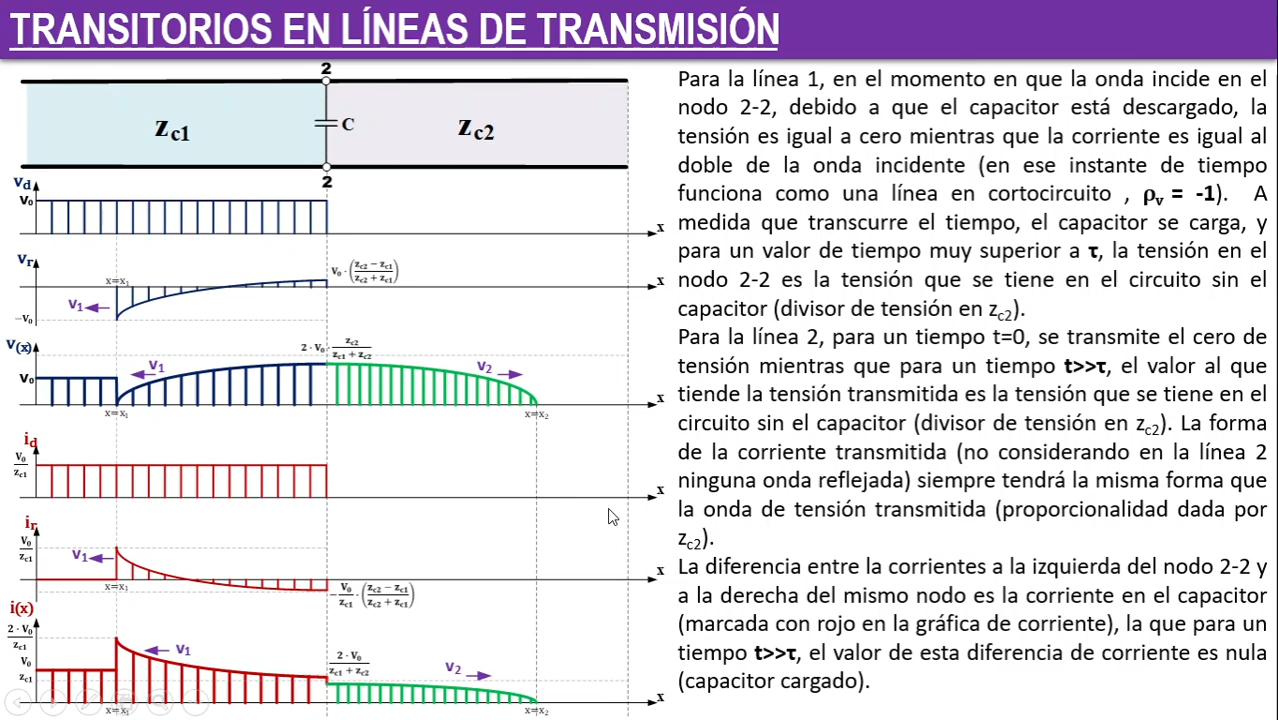 TRANSITORIOS EN LÍNEAS DE TRANSMISIÓN
2
Zc1
C
Zc2
2
vd
V₀
x
vr
x=x₁
V₀ · (zc2 − zc1 / zc2 + zc1)
v₁
−V₀
x
v(x)
2 · V₀ · zc2 / zc1 + zc2
v₁
v₂
V₀
x=x₁
x=x₂
x
id
V₀ / zc1
x
ir
V₀ / zc1
v₁
x=x₁
− V₀ / zc1 · (zc2 − zc1 / zc2 + zc1)
x
i(x)
2 · V₀ / zc1
V₀ / zc1
v₁
2 · V₀ / zc1 + zc2
v₂
x=x₁
x=x₂
x
Para la línea 1, en el momento en que la onda incide en el
nodo 2-2, debido a que el capacitor está descargado, la
tensión es igual a cero mientras que la corriente es igual al
doble de la onda incidente (en ese instante de tiempo
funciona como una línea en cortocircuito , ρv = -1). A
medida que transcurre el tiempo, el capacitor se carga, y
para un valor de tiempo muy superior a τ, la tensión en el
nodo 2-2 es la tensión que se tiene en el circuito sin el
capacitor (divisor de tensión en zc2).
Para la línea 2, para un tiempo t=0, se transmite el cero de
tensión mientras que para un tiempo t>>τ, el valor al que
tiende la tensión transmitida es la tensión que se tiene en el
circuito sin el capacitor (divisor de tensión en zc2). La forma
de la corriente transmitida (no considerando en la línea 2
ninguna onda reflejada) siempre tendrá la misma forma que
la onda de tensión transmitida (proporcionalidad dada por
zc2).
La diferencia entre la corrientes a la izquierda del nodo 2-2 y
a la derecha del mismo nodo es la corriente en el capacitor
(marcada con rojo en la gráfica de corriente), la que para un
tiempo t>>τ, el valor de esta diferencia de corriente es nula
(capacitor cargado).